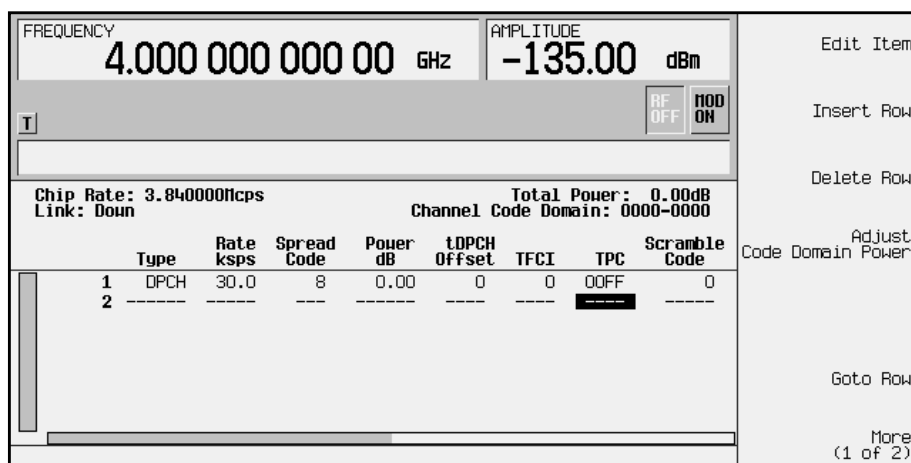 FREQUENCY
4.000 000 000 00 GHz
AMPLITUDE
-135.00 dBm
RF OFF
MOD ON
T
Chip Rate: 3.840000Mcps
Link: Down
Total Power: 0.00dB
Channel Code Domain: 0000-0000
Type Rate ksps Spread Code Power dB tDPCH Offset TFCI TPC Scramble Code
1 DPCH 30.0 8 0.00 0 0 00FF 0
2 ------ ----- --- ------ ---- ---- ---- -----
Edit Item
Insert Row
Delete Row
Adjust
Code Domain Power
Goto Row
More
(1 of 2)